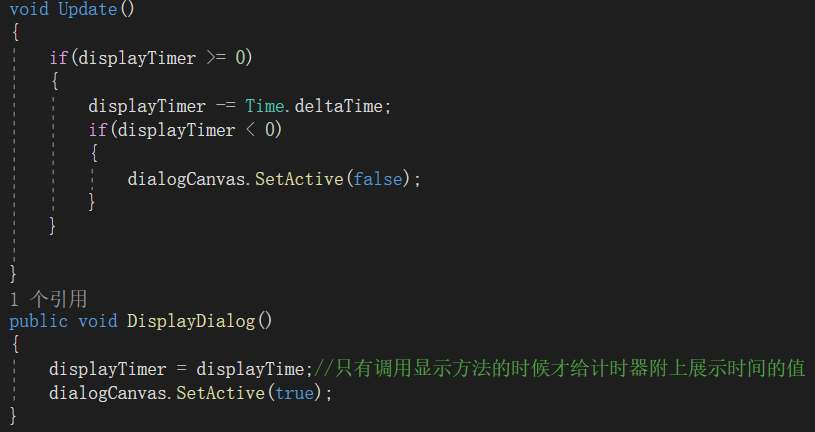 void Update()
{
if(displayTimer >= 0)
{
displayTimer -= Time.deltaTime;
if(displayTimer < 0)
{
dialogCanvas.SetActive(false);
}
}
}
1 个引用
public void DisplayDialog()
{
displayTimer = displayTime;//只有调用显示方法的时候才给计时器附上展示时间的值
dialogCanvas.SetActive(true);
}